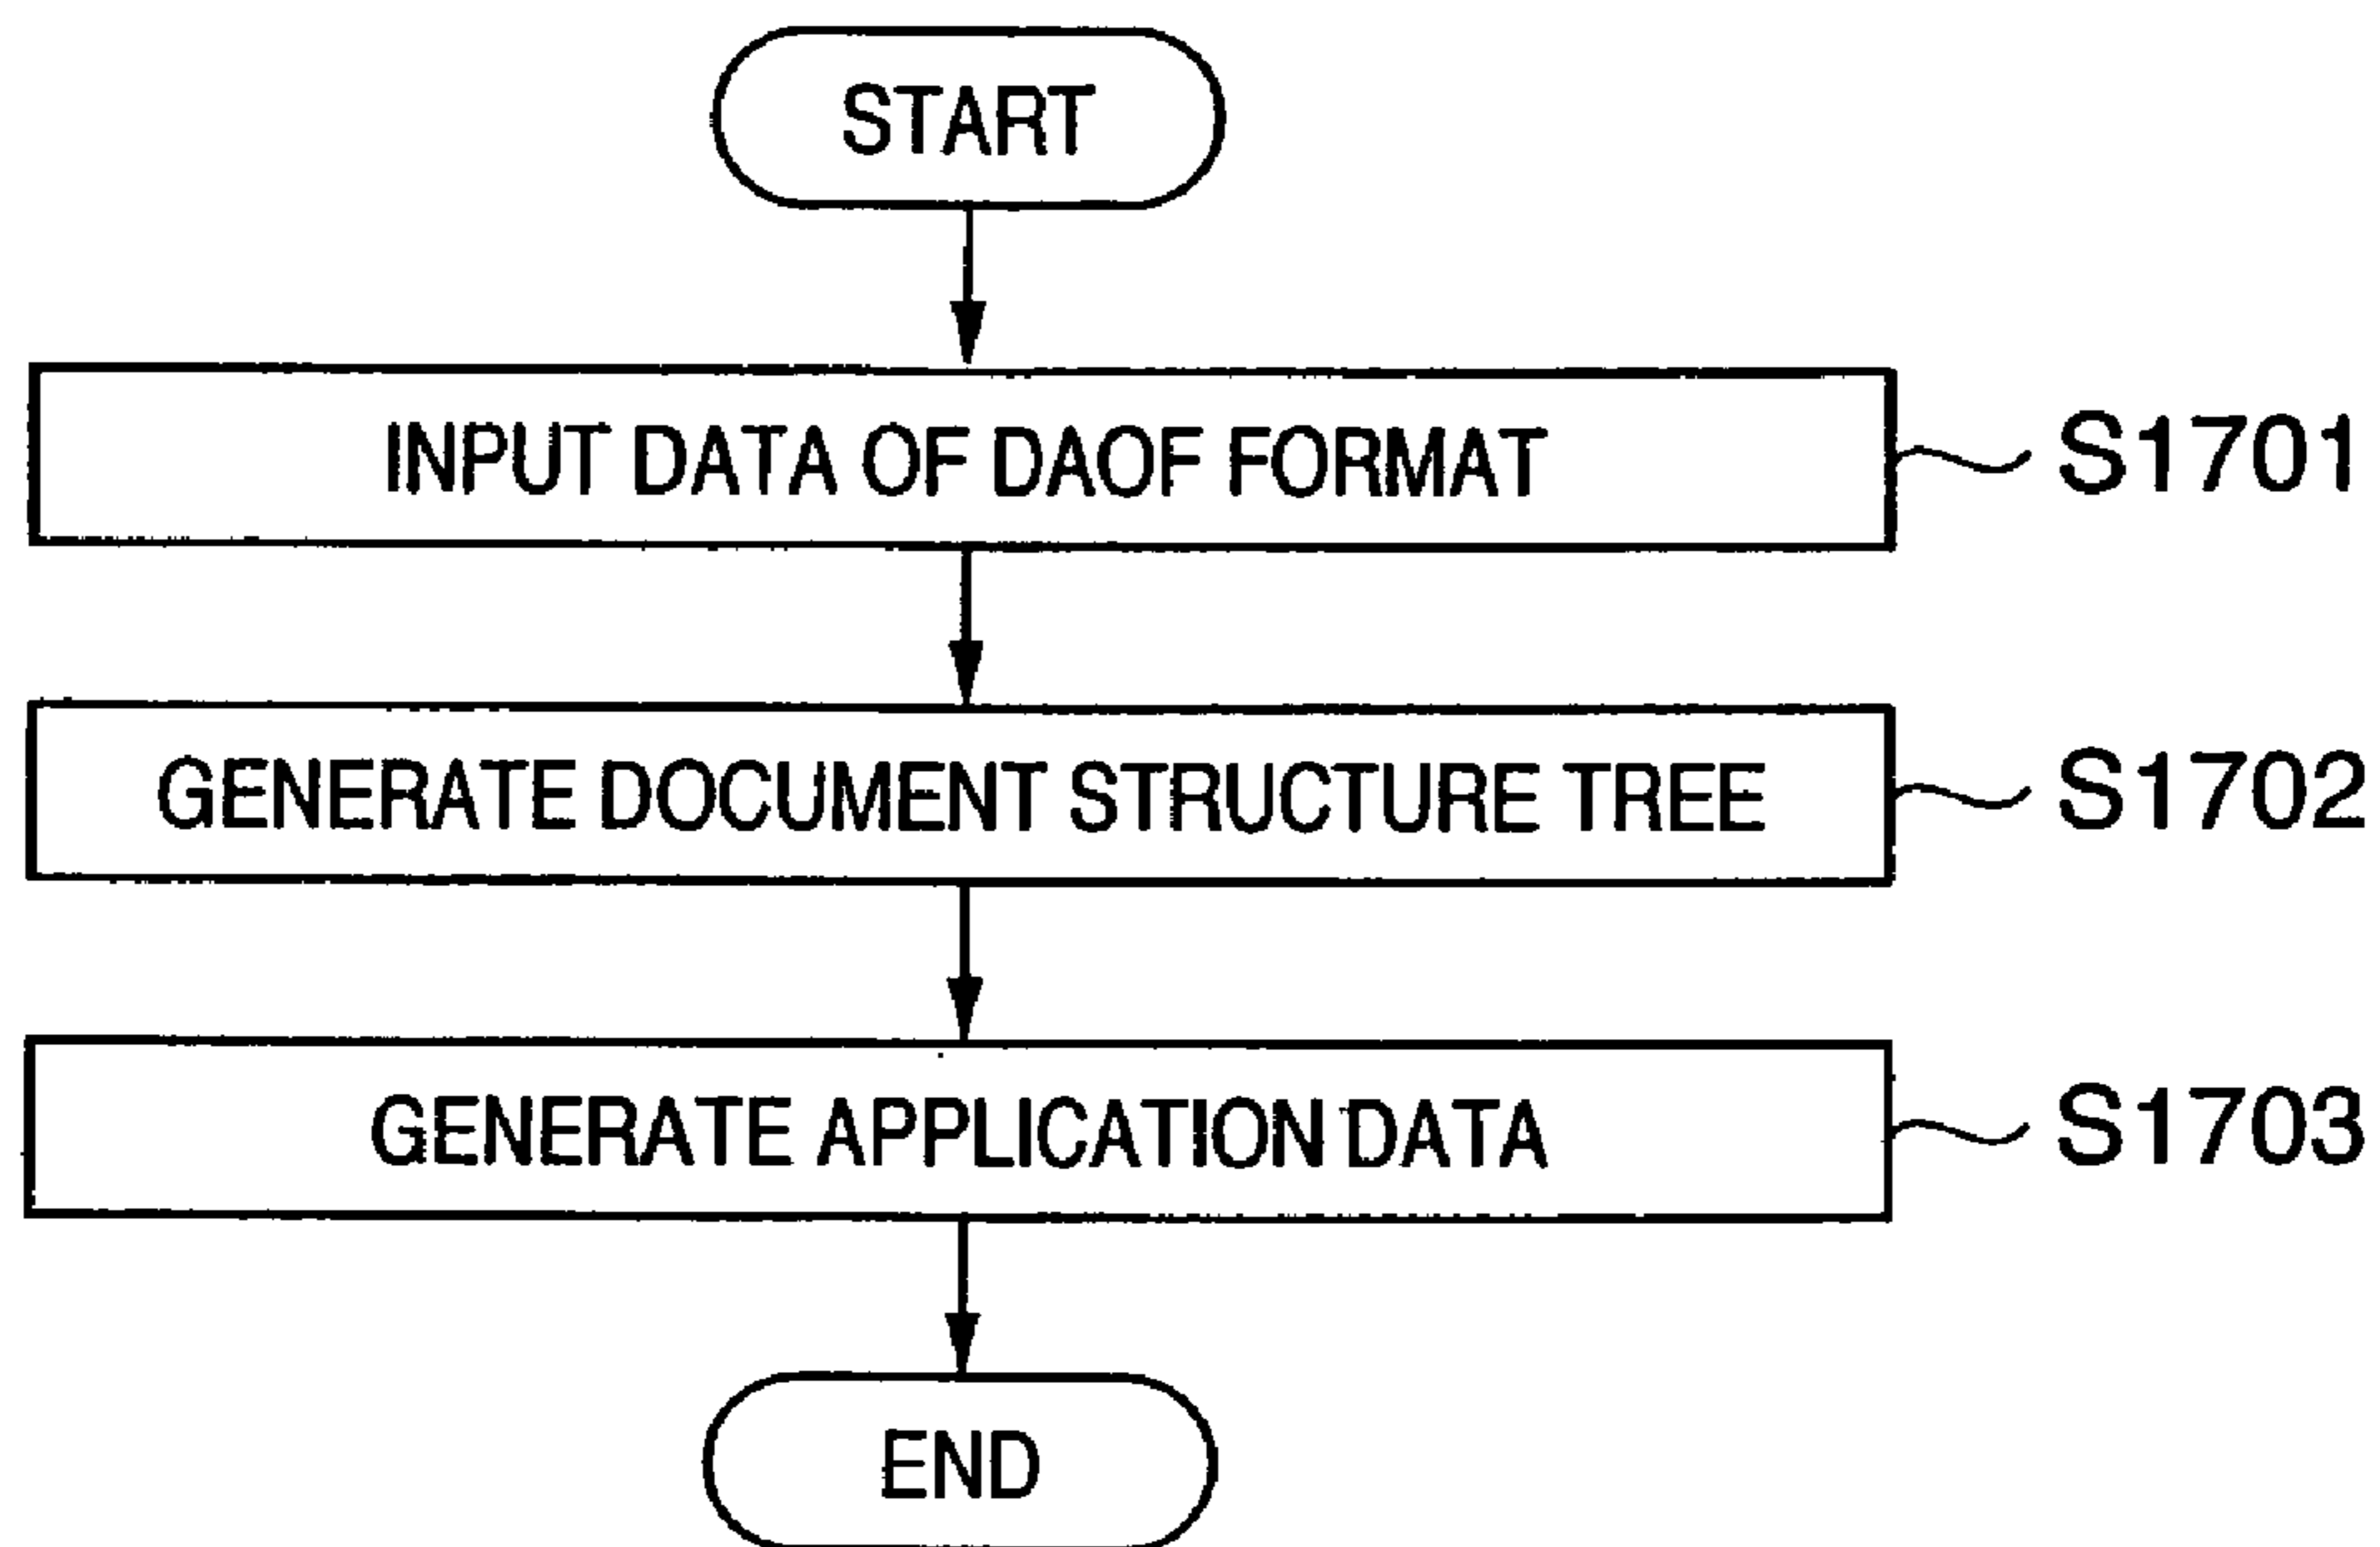 START
INPUT DATA OF DAOF FORMAT
S1701
GENERATE DOCUMENT STRUCTURE TREE
S1702
GENERATE APPLICATION DATA
S1703
END